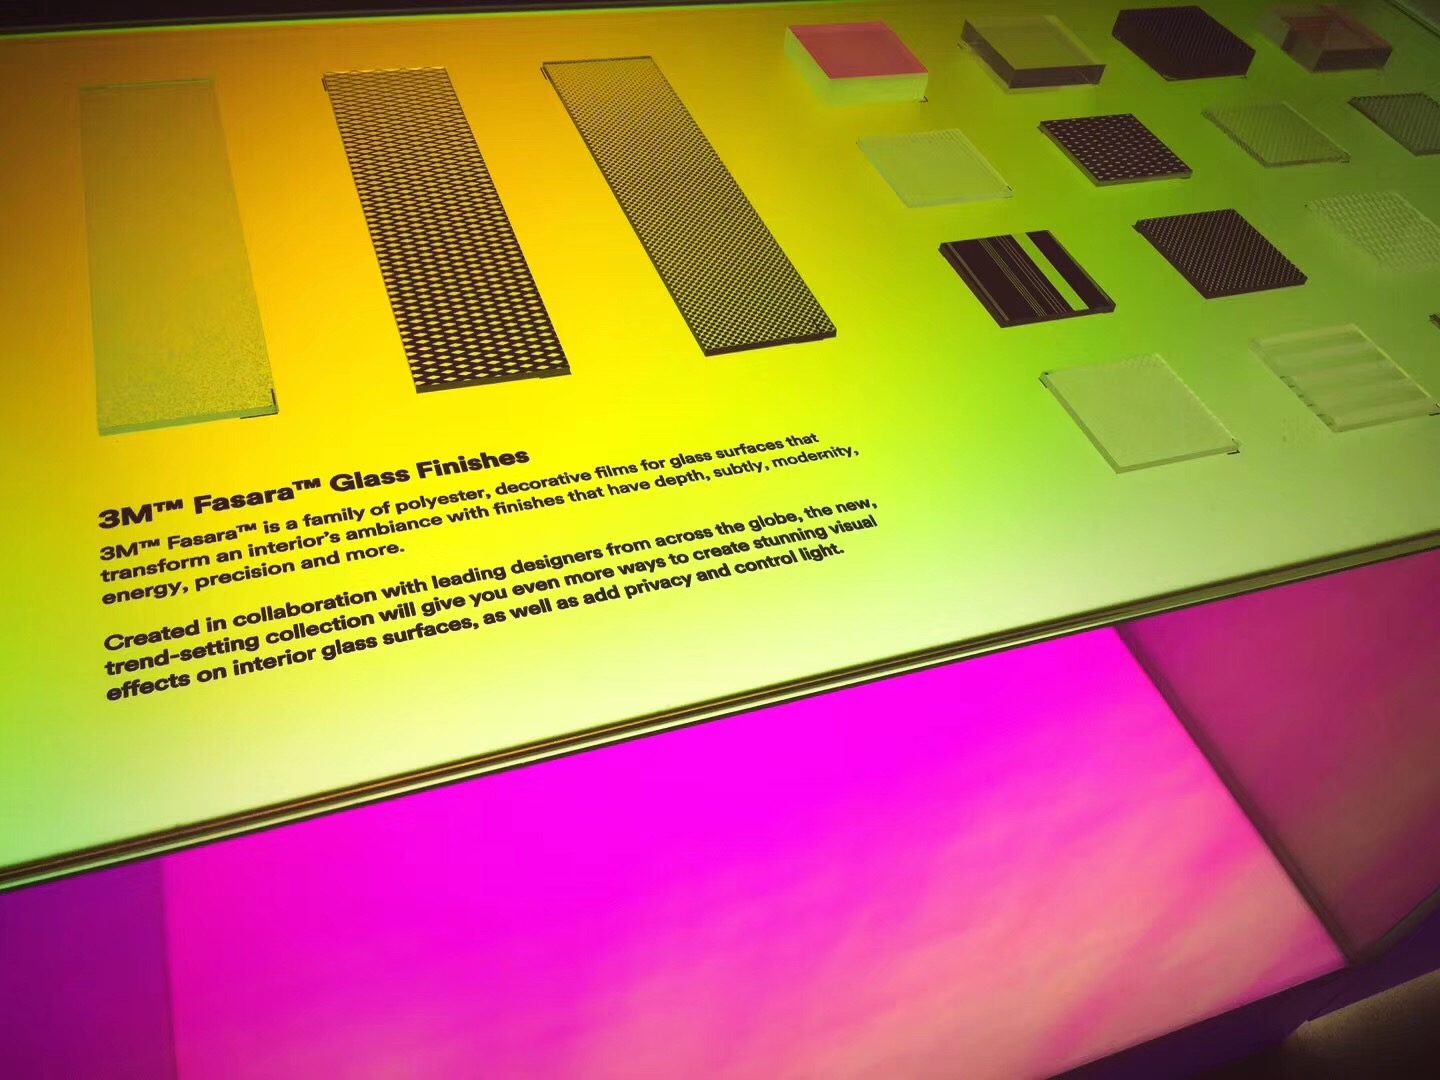 3M™ Fasara™ Glass Finishes
3M™ Fasara™ is a family of polyester, decorative films for glass surfaces that
transform an interior's ambiance with finishes that have depth, subtly, modernity,
energy, precision and more.
Created in collaboration with leading designers from across the globe, the new,
trend-setting collection will give you even more ways to create stunning visual
effects on interior glass surfaces, as well as add privacy and control light.